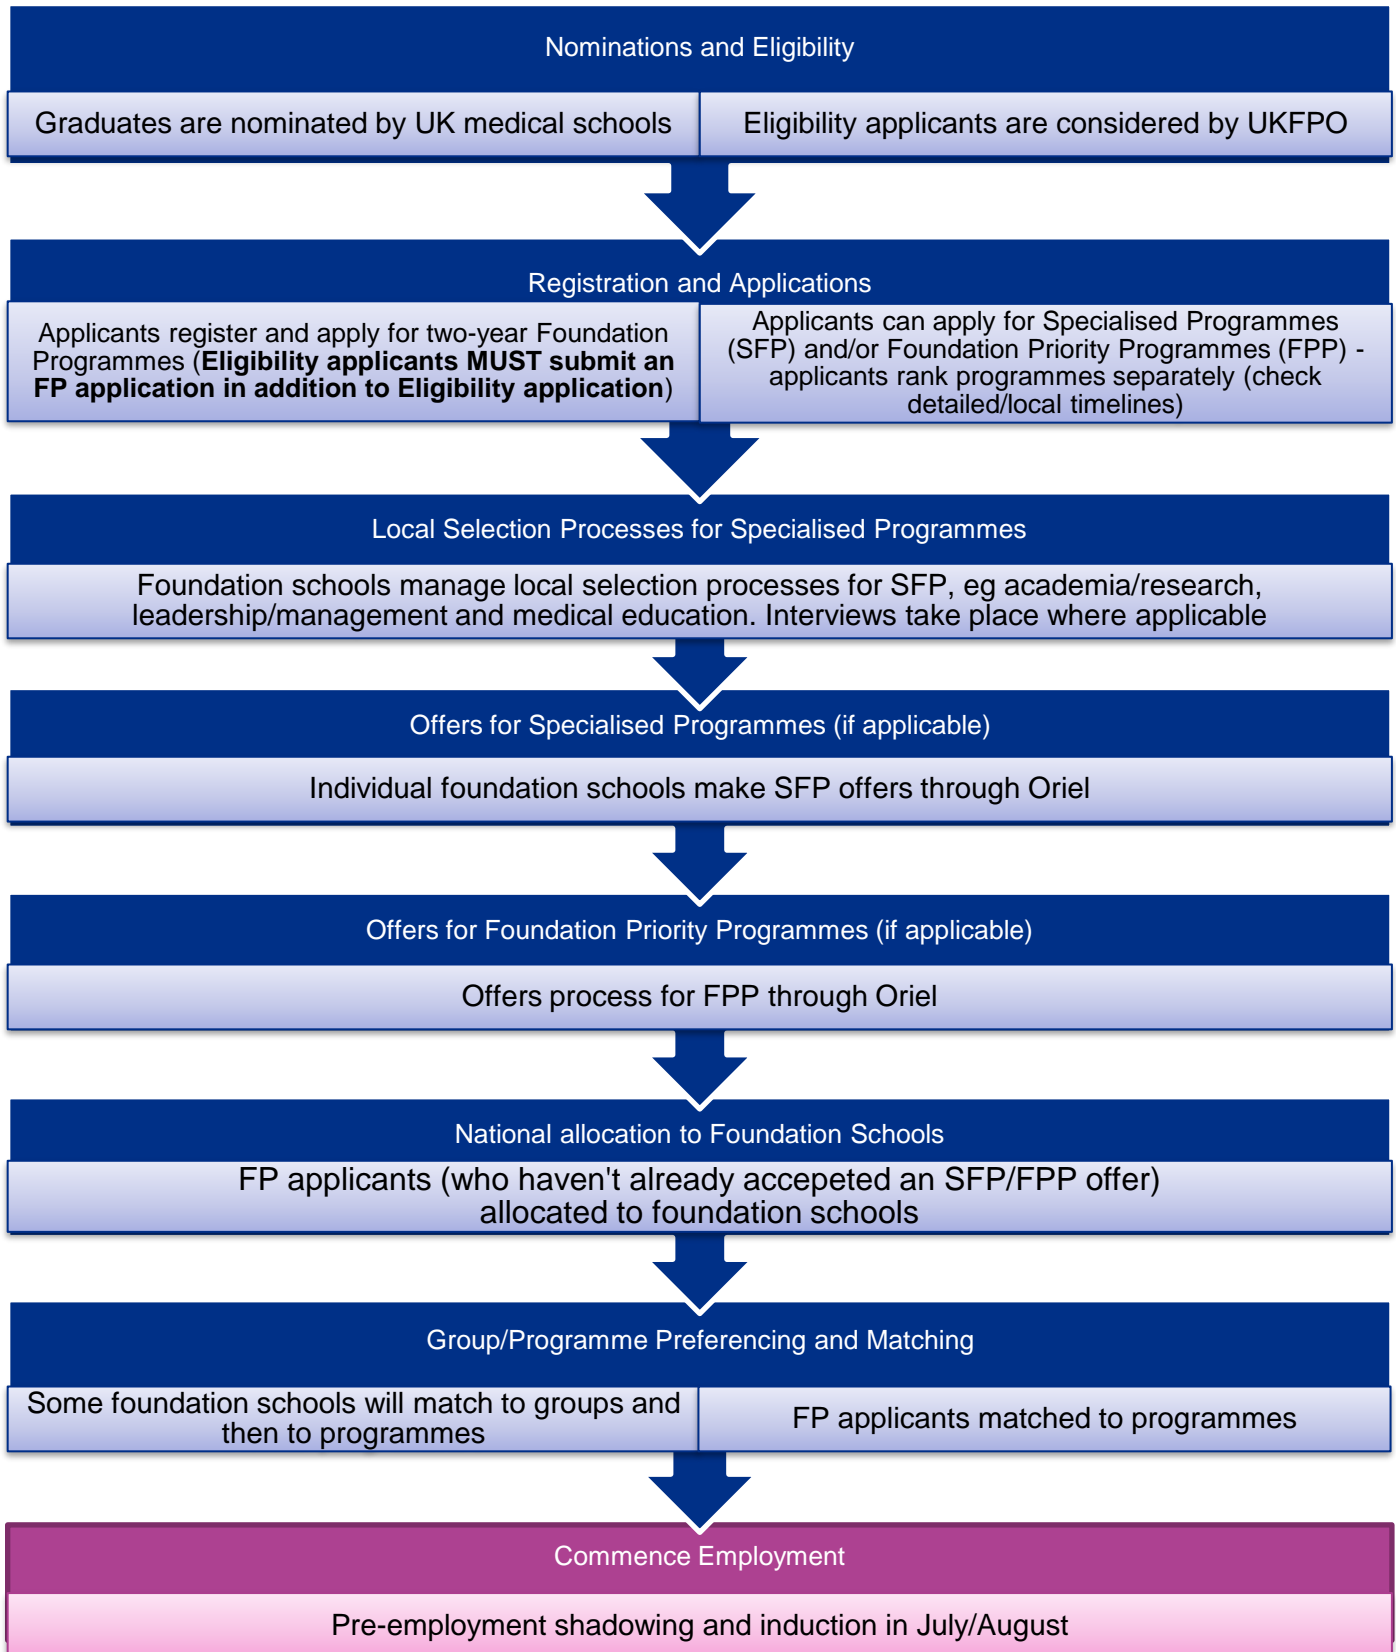 Nominations and Eligibility
Graduates are nominated by UK medical schools
Eligibility applicants are considered by UKFPO
Registration and Applications
Applicants register and apply for two-year Foundation
Programmes (Eligibility applicants MUST submit an
FP application in addition to Eligibility application)
Applicants can apply for Specialised Programmes
(SFP) and/or Foundation Priority Programmes (FPP) -
applicants rank programmes separately (check
detailed/local timelines)
Local Selection Processes for Specialised Programmes
Foundation schools manage local selection processes for SFP, eg academia/research,
leadership/management and medical education. Interviews take place where applicable
Offers for Specialised Programmes (if applicable)
Individual foundation schools make SFP offers through Oriel
Offers for Foundation Priority Programmes (if applicable)
Offers process for FPP through Oriel
National allocation to Foundation Schools
FP applicants (who haven't already accepeted an SFP/FPP offer)
allocated to foundation schools
Group/Programme Preferencing and Matching
Some foundation schools will match to groups and
then to programmes
FP applicants matched to programmes
Commence Employment
Pre-employment shadowing and induction in July/August